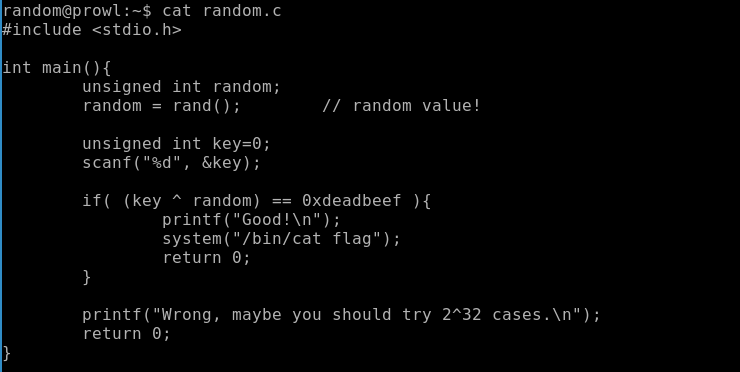 random@prowl:~$ cat random.c
#include <stdio.h>

int main(){
        unsigned int random;
        random = rand();        // random value!

        unsigned int key=0;
        scanf("%d", &key);

        if( (key ^ random) == 0xdeadbeef ){
                printf("Good!\n");
                system("/bin/cat flag");
                return 0;
        }

        printf("Wrong, maybe you should try 2^32 cases.\n");
        return 0;
}